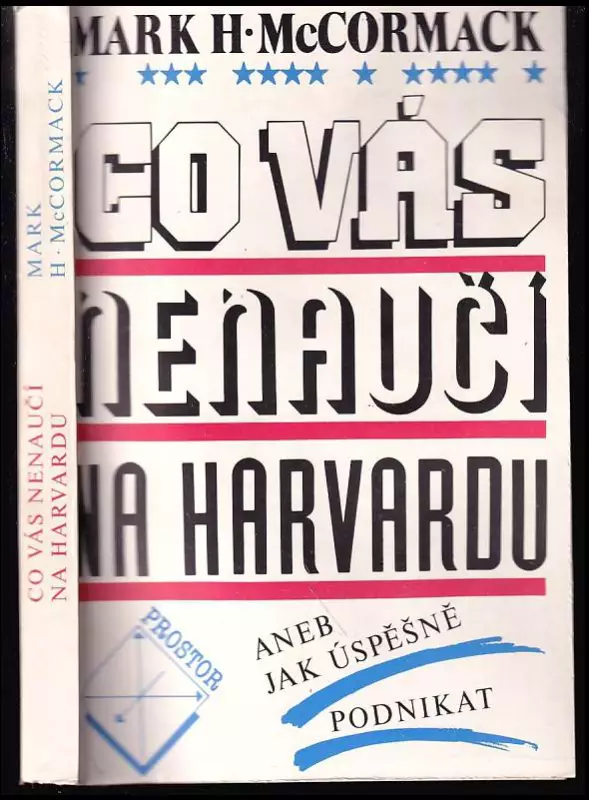 MARK H·McCORMACK
CO VÁS
NENAUČÍ
NA HARVARDU
ANEB
JAK ÚSPĚŠNĚ
PODNIKAT
PROSTOR
MARK
H·McCORMACK
CO VÁS NENAUČÍ
NA HARVARDU